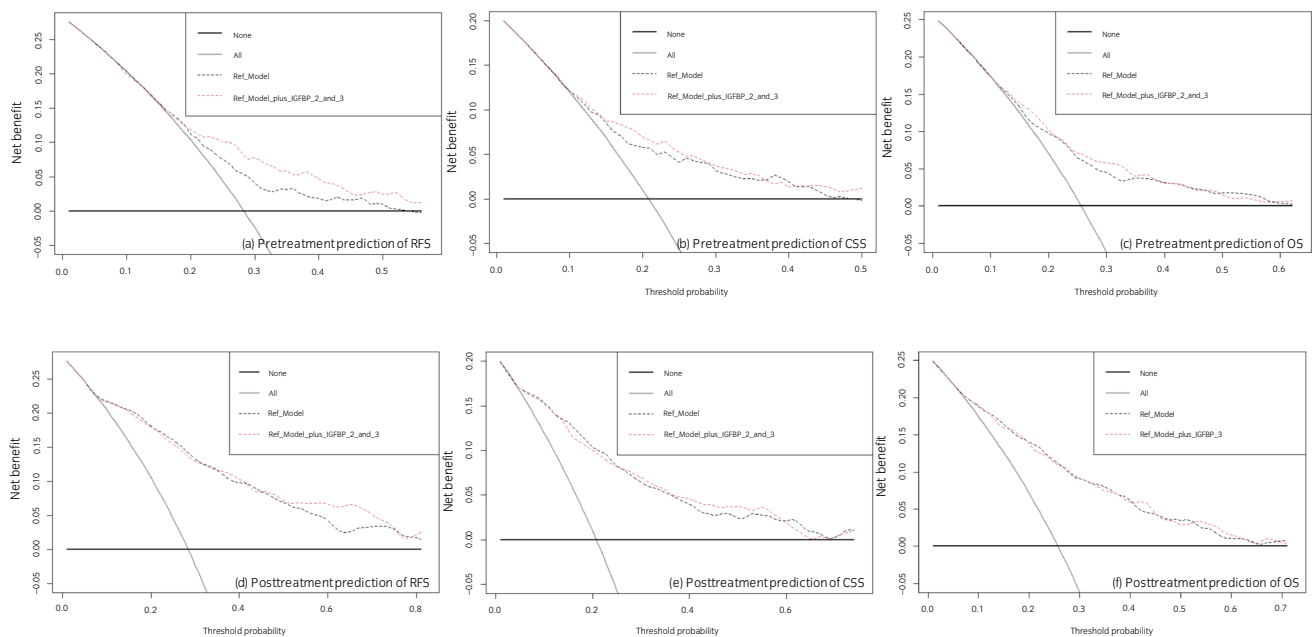 Net benefit
0.25
0.20
0.15
0.10
0.05
0.00
-0.05
None
All
Ref_Model
Ref_Model_plus_IGFBP_2_and_3
(a) Pretreatment prediction of RFS
0.0 0.1 0.2 0.3 0.4 0.5
Net benefit
0.20
0.15
0.10
0.05
0.00
-0.05
None
All
Ref_Model
Ref_Model_plus_IGFBP_2_and_3
(b) Pretreatment prediction of CSS
0.0 0.1 0.2 0.3 0.4 0.5
Threshold probability
Net benefit
0.25
0.20
0.15
0.10
0.05
0.00
-0.05
None
All
Ref_Model
Ref_Model_plus_IGFBP_2_and_3
(c) Pretreatment prediction of OS
0.0 0.1 0.2 0.3 0.4 0.5 0.6
Threshold probability
Net benefit
0.25
0.20
0.15
0.10
0.05
0.00
-0.05
None
All
Ref_Model
Ref_Model_plus_IGFBP_2_and_3
(d) Posttreatment prediction of RFS
0.0 0.2 0.4 0.6 0.8
Threshold probability
Net benefit
0.20
0.15
0.10
0.05
0.00
-0.05
None
All
Ref_Model
Ref_Model_plus_IGFBP_2_and_3
(e) Posttreatment prediction of CSS
0.0 0.2 0.4 0.6
Threshold probability
Net benefit
0.25
0.20
0.15
0.10
0.05
0.00
-0.05
None
All
Ref_Model
Ref_Model_plus_IGFBP_3
(f) Posttreatment prediction of OS
0.0 0.1 0.2 0.3 0.4 0.5 0.6 0.7
Threshold probability